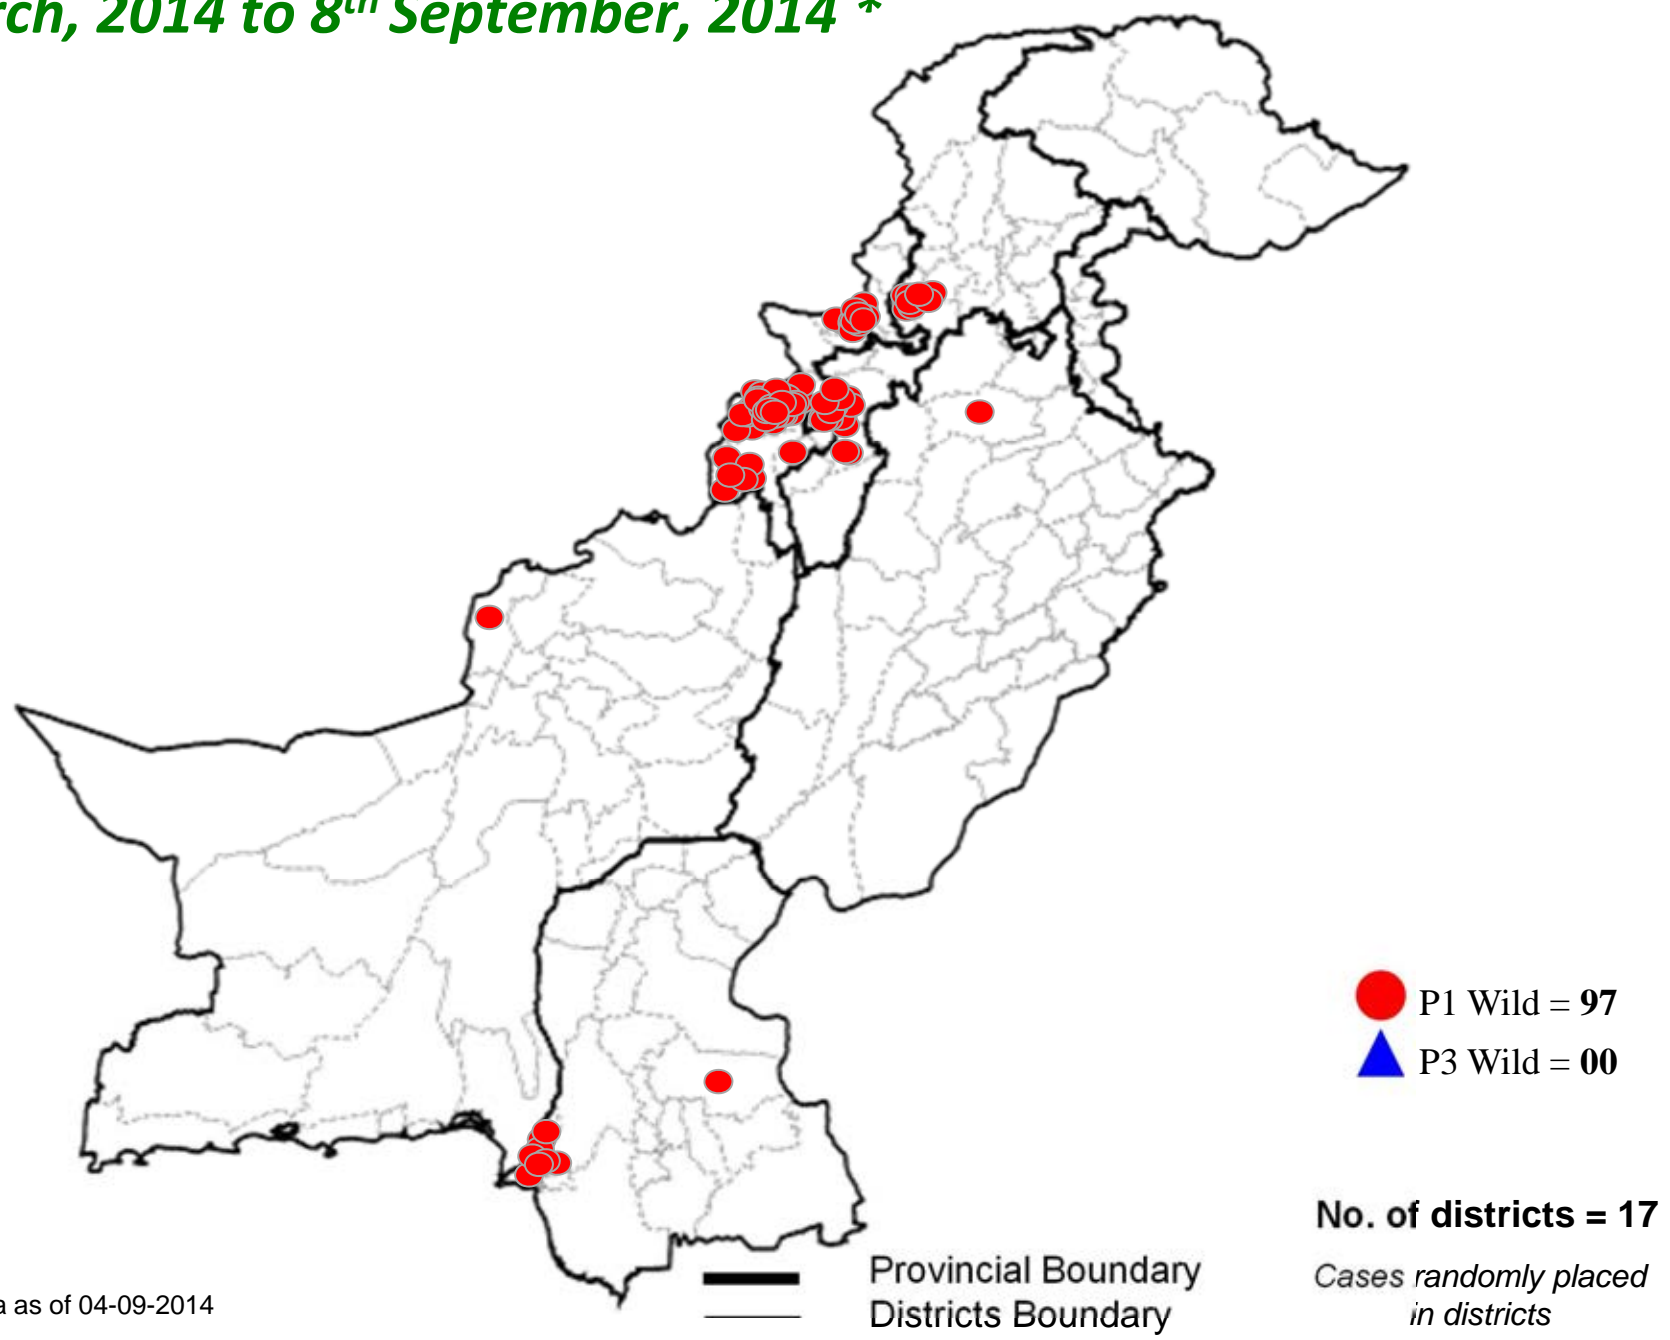 2014 to 8th September, 2014 *
P1 Wild = 97
P3 Wild = 00
No. of districts = 17
Cases randomly placed
in districts
Provincial Boundary
Districts Boundary
as of 04-09-2014